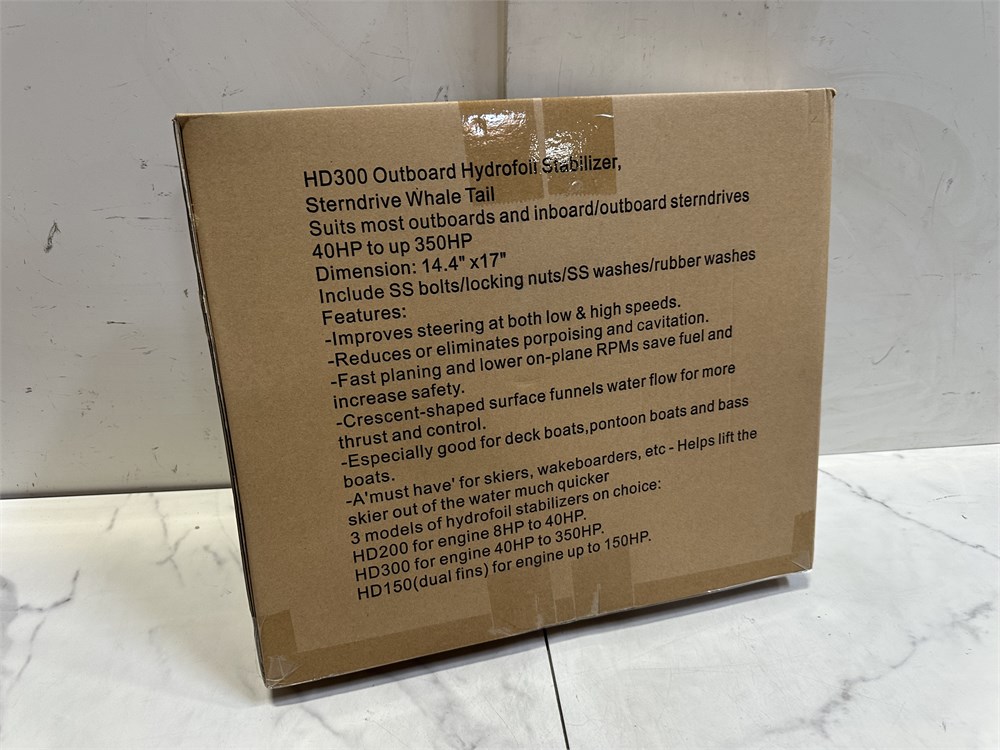 HD300 Outboard Hydrofoil Stabilizer,
Sterndrive Whale Tail
Suits most outboards and inboard/outboard sterndrives
40HP to up 350HP
Dimension: 14.4" x17"
Include SS bolts/locking nuts/SS washes/rubber washes
Features:
-Improves steering at both low & high speeds.
-Reduces or eliminates porpoising and cavitation.
-Fast planing and lower on-plane RPMs save fuel and
increase safety.
-Crescent-shaped surface funnels water flow for more
thrust and control.
-Especially good for deck boats,pontoon boats and bass
boats.
-A'must have' for skiers, wakeboarders, etc - Helps lift the
skier out of the water much quicker
3 models of hydrofoil stabilizers on choice:
HD200 for engine 8HP to 40HP.
HD300 for engine 40HP to 350HP.
HD150(dual fins) for engine up to 150HP.